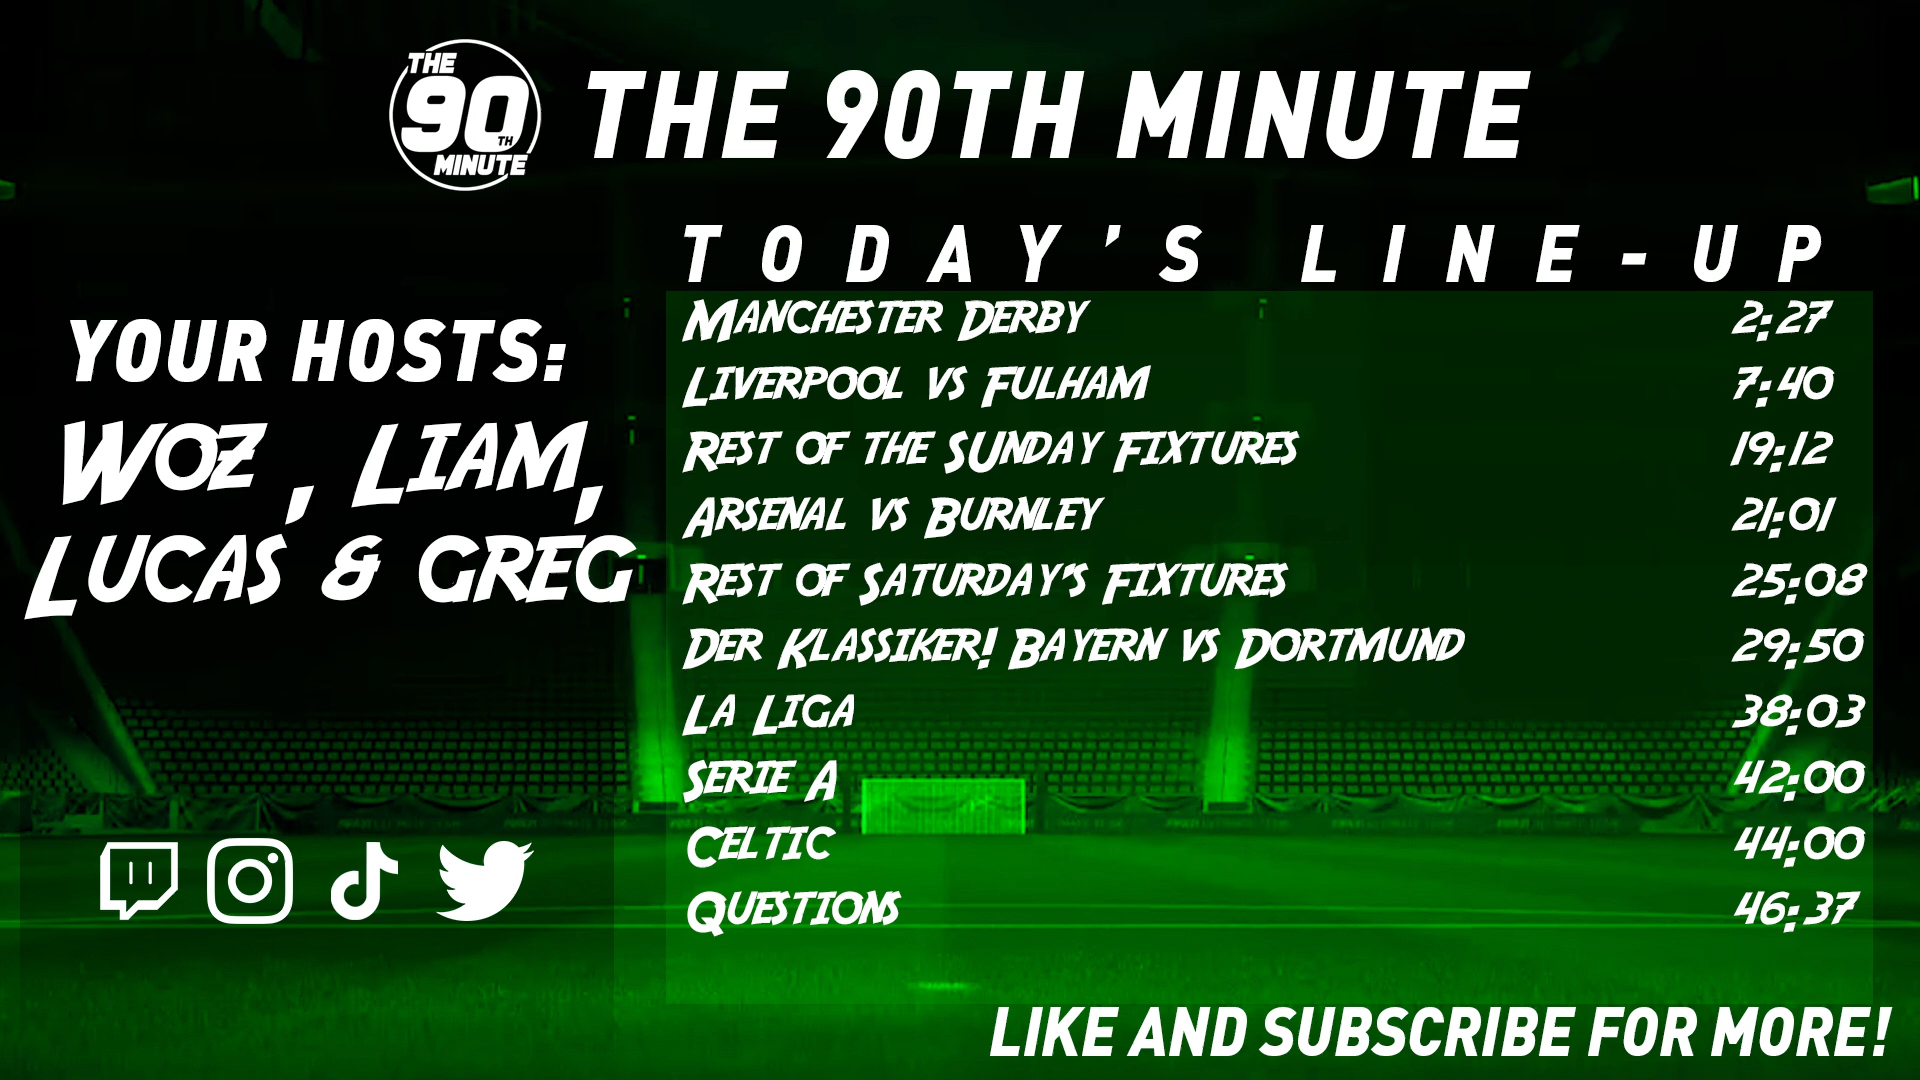 THE
90TH
MINUTE
THE 90TH MINUTE
TODAY'S LINE-UP
YOUR HOSTS:
WOZ , LIAM,
LUCAS & GREG
MANCHESTER DERBY 2:27
LIVERPOOL VS FULHAM 7:40
REST OF THE SUNDAY FIXTURES 19:12
ARSENAL VS BURNLEY 21:01
REST OF SATURDAY'S FIXTURES 25:08
DER KLASSIKER! BAYERN VS DORTMUND 29:50
LA LIGA 38:03
SERIE A 42:00
CELTIC 44:00
QUESTIONS 46:37
LIKE AND SUBSCRIBE FOR MORE!